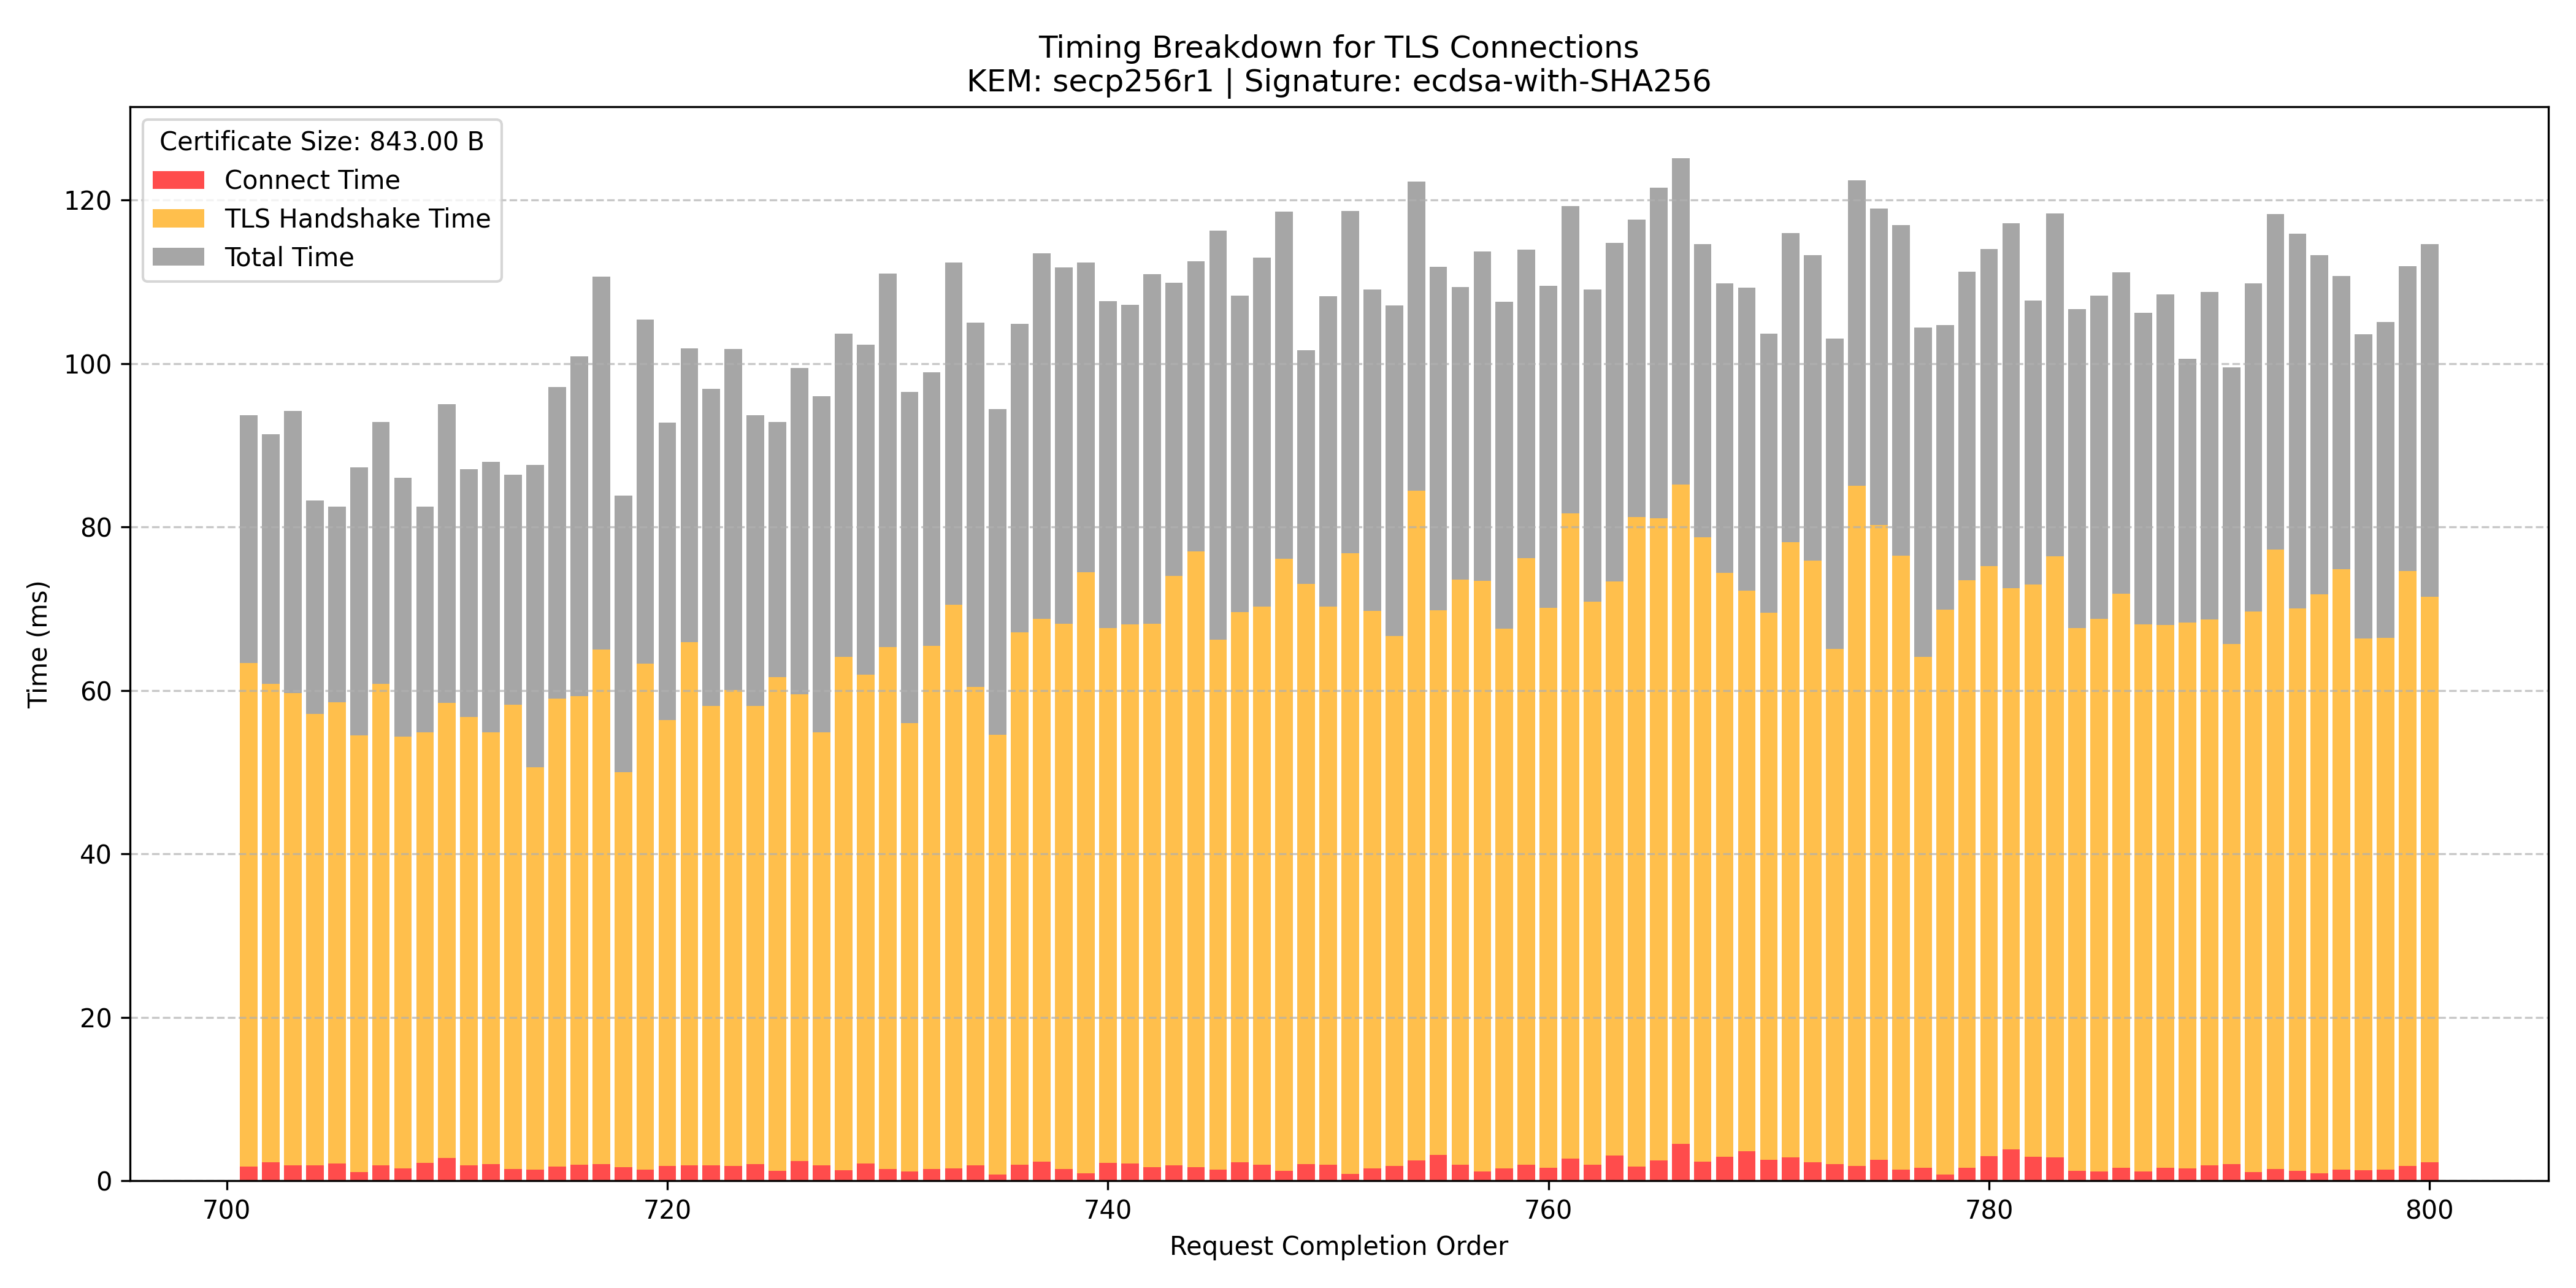 Timing Breakdown for TLS Connections
KEM: secp256r1 | Signature: ecdsa-with-SHA256
Certificate Size: 843.00 B
Connect Time
TLS Handshake Time
Total Time
Time (ms)
120
100
80
60
40
20
0
700 720 740 760 780 800
Request Completion Order